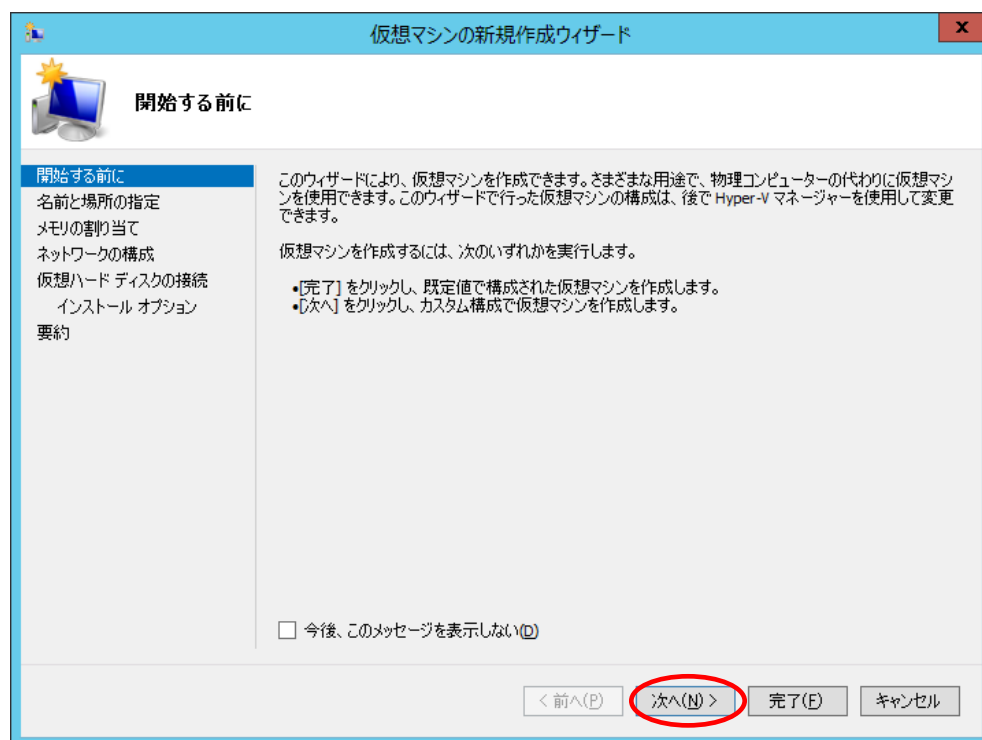 仮想マシンの新規作成ウィザード
x
開始する前に
開始する前に
名前と場所の指定
メモリの割り当て
ネットワークの構成
仮想ハード ディスクの接続
インストール オプション
要約
このウィザードにより、仮想マシンを作成できます。さまざまな用途で、物理コンピューターの代わりに仮想マシ
ンを使用できます。このウィザードで行った仮想マシンの構成は、後で Hyper-V マネージャーを使用して変更
できます。
仮想マシンを作成するには、次のいずれかを実行します。
•[完了] をクリックし、既定値で構成された仮想マシンを作成します。
•[次へ] をクリックし、カスタム構成で仮想マシンを作成します。
今後、このメッセージを表示しない(D)
< 前へ(P)
次へ(N) >
完了(F)
キャンセル